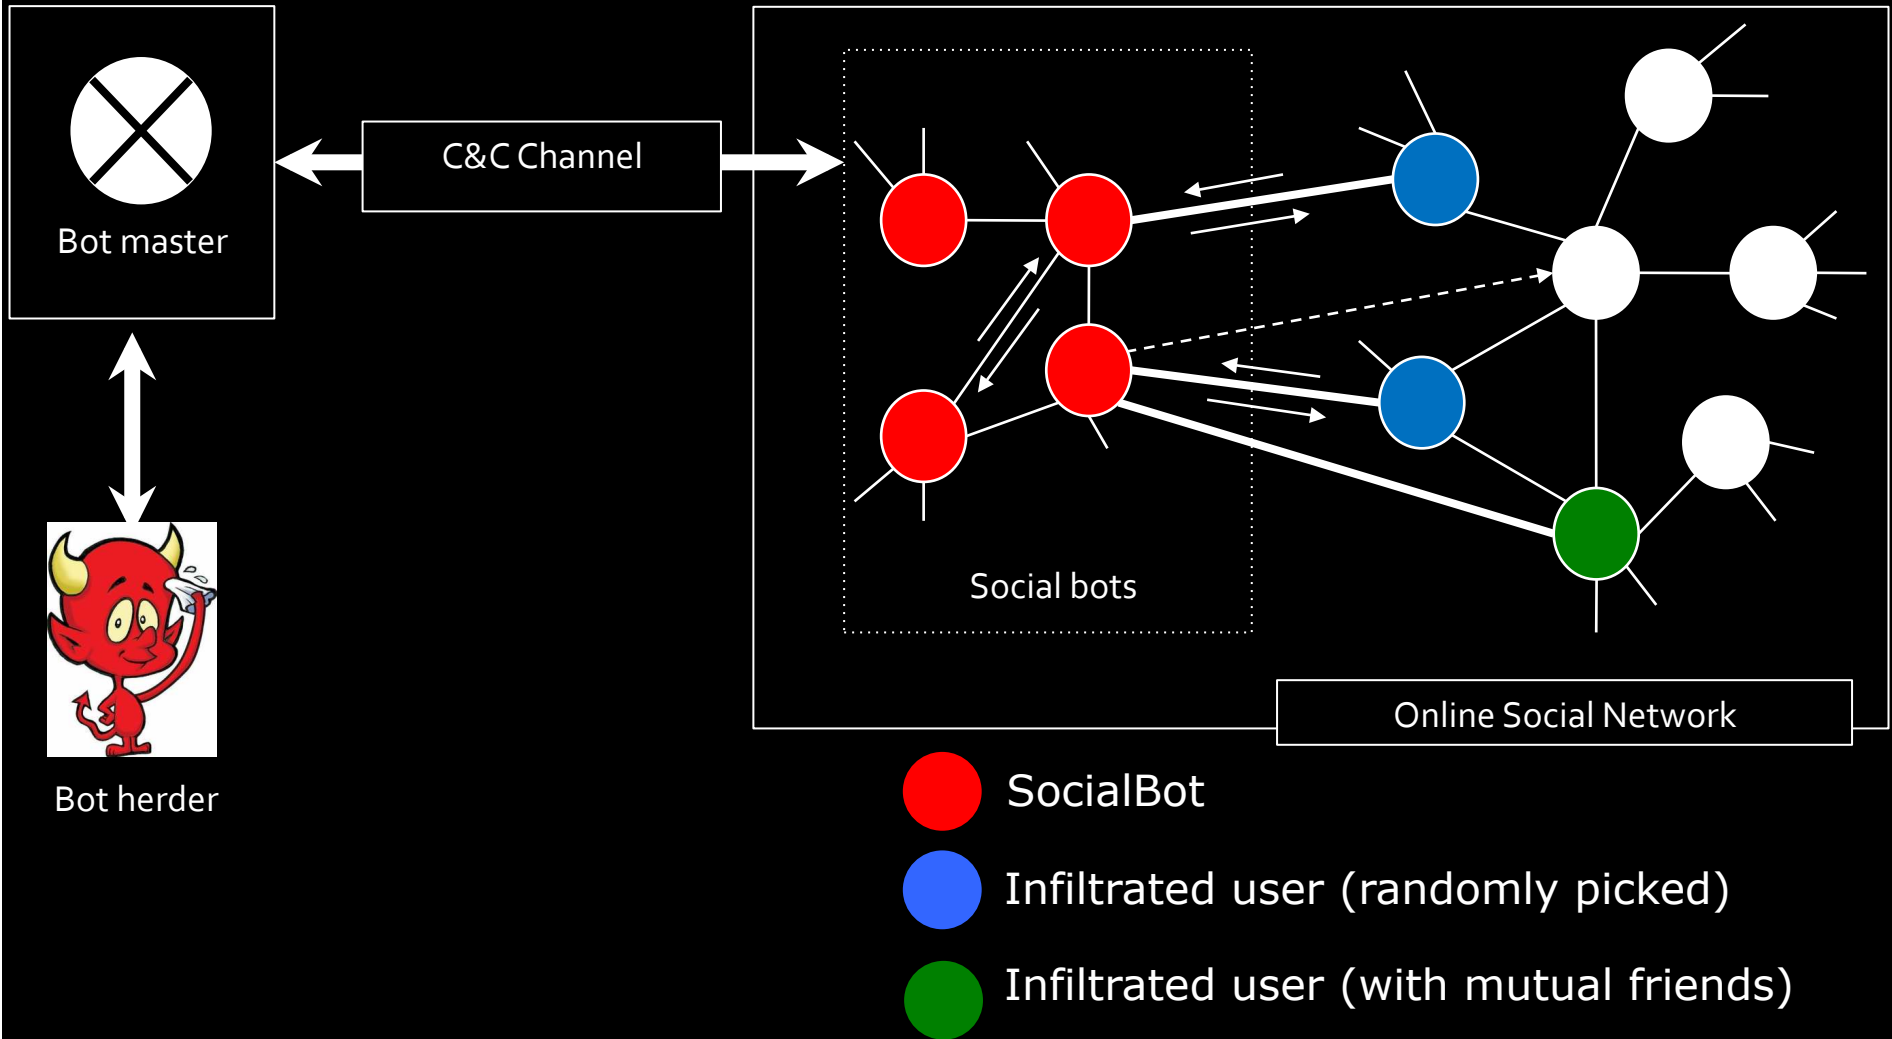 Bot master
C&C Channel
Social bots
Online Social Network
Bot herder
SocialBot
Infiltrated user (randomly picked)
Infiltrated user (with mutual friends)